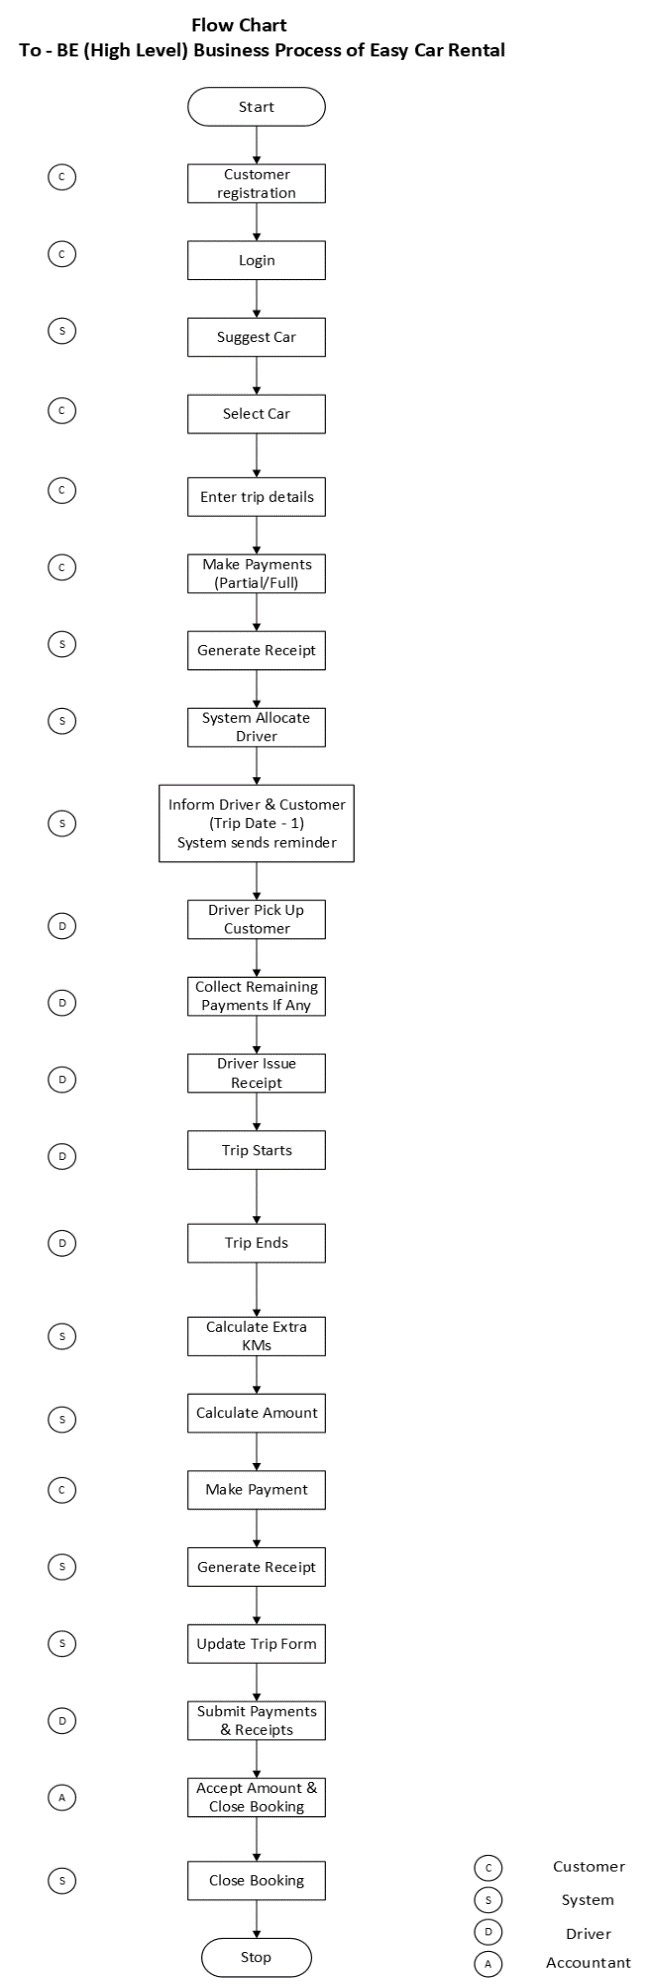 Flow Chart
To - BE (High Level) Business Process of Easy Car Rental
Start
C
Customer
registration
C
Login
S
Suggest Car
C
Select Car
C
Enter trip details
C
Make Payments
(Partial/Full)
S
Generate Receipt
S
System Allocate
Driver
S
Inform Driver & Customer
(Trip Date - 1)
System sends reminder
D
Driver Pick Up
Customer
D
Collect Remaining
Payments If Any
D
Driver Issue
Receipt
D
Trip Starts
D
Trip Ends
S
Calculate Extra
KMs
S
Calculate Amount
C
Make Payment
S
Generate Receipt
S
Update Trip Form
D
Submit Payments
& Receipts
A
Accept Amount &
Close Booking
S
Close Booking
Stop
C Customer
S System
D Driver
A Accountant